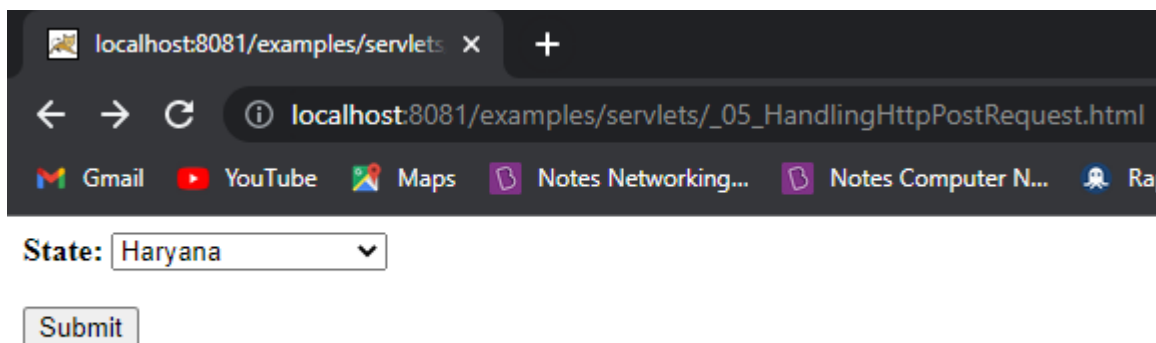 localhost:8081/examples/servlets
localhost:8081/examples/servlets/_05_HandlingHttpPostRequest.html
Gmail YouTube Maps Notes Networking... Notes Computer N... Ra
State: Haryana
Submit